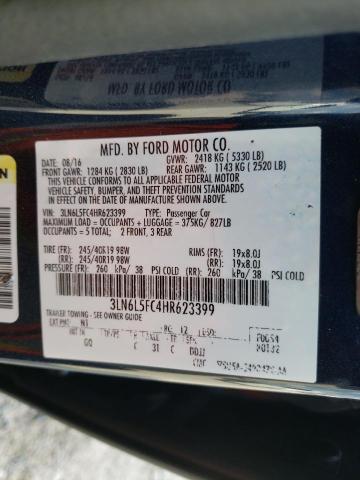 MFD. BY FORD MOTOR CO.
DATE: 08/16 GVWR: 2418 KG ( 5330 LB)
FRONT GAWR: 1284 KG ( 2830 LB) REAR GAWR: 1143 KG ( 2520 LB)
THIS VEHICLE CONFORMS TO ALL APPLICABLE FEDERAL MOTOR
VEHICLE SAFETY, BUMPER, AND THEFT PREVENTION STANDARDS IN
EFFECT ON THE DATE OF MANUFACTURE SHOWN ABOVE.
VIN: 3LN6L5FC4HR623399 TYPE: Passenger Car
MAXIMUM LOAD = OCCUPANTS + LUGGAGE = 375KG / 827LB
OCCUPANTS = 5 TOTAL: 2 FRONT, 3 REAR
TIRE (FR): 245/40R19 98W RIMS (FR): 19x8.0J
(RR): 245/40R19 98W (RR): 19x8.0J
PRESSURE (FR): 260 kPa/ 38 PSI COLD (RR): 260 kPa/ 38 PSI COLD
3LN6L5FC4HR623399
TRAILER TOWING - SEE OWNER GUIDE
EXT PNT:
C 31 C